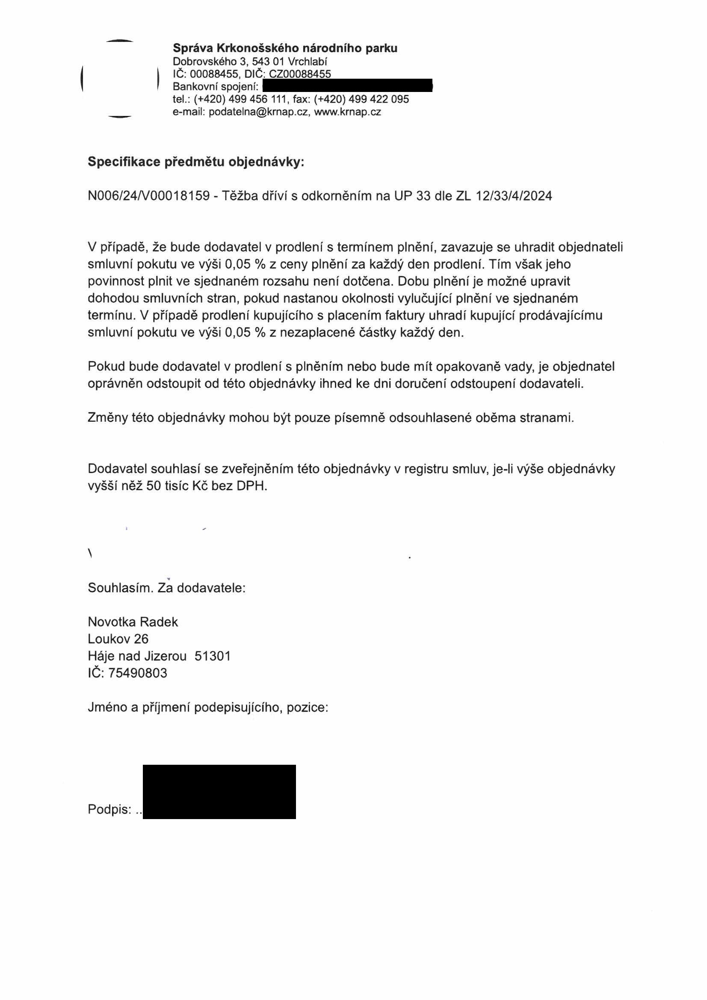 Správa Krkonošského národního parku
Dobrovského 3, 543 01 Vrchlabí
IČ: 00088455, DIČ: CZ00088455
Bankovní spojení:
tel.: (+420) 499 456 111, fax: (+420) 499 422 095
e-mail: podatelna@krnap.cz, www.krnap.cz
Specifikace předmětu objednávky:
N006/24/V00018159 - Těžba dříví s odkorněním na UP 33 dle ZL 12/33/4/2024
V případě, že bude dodavatel v prodlení s termínem plnění, zavazuje se uhradit objednateli
smluvní pokutu ve výši 0,05 % z ceny plnění za každý den prodlení. Tím však jeho
povinnost plnit ve sjednaném rozsahu není dotčena. Dobu plnění je možné upravit
dohodou smluvních stran, pokud nastanou okolnosti vylučující plnění ve sjednaném
termínu. V případě prodlení kupujícího s placením faktury uhradí kupující prodávajícímu
smluvní pokutu ve výši 0,05 % z nezaplacené částky každý den.
Pokud bude dodavatel v prodlení s plněním nebo bude mít opakovaně vady, je objednatel
oprávněn odstoupit od této objednávky ihned ke dni doručení odstoupení dodavateli.
Změny této objednávky mohou být pouze písemně odsouhlasené oběma stranami.
Dodavatel souhlasí se zveřejněním této objednávky v registru smluv, je-li výše objednávky
vyšší něž 50 tisíc Kč bez DPH.
Souhlasím. Za dodavatele:
Novotka Radek
Loukov 26
Háje nad Jizerou 51301
IČ: 75490803
Jméno a příjmení podepisujícího, pozice:
Podpis: ..